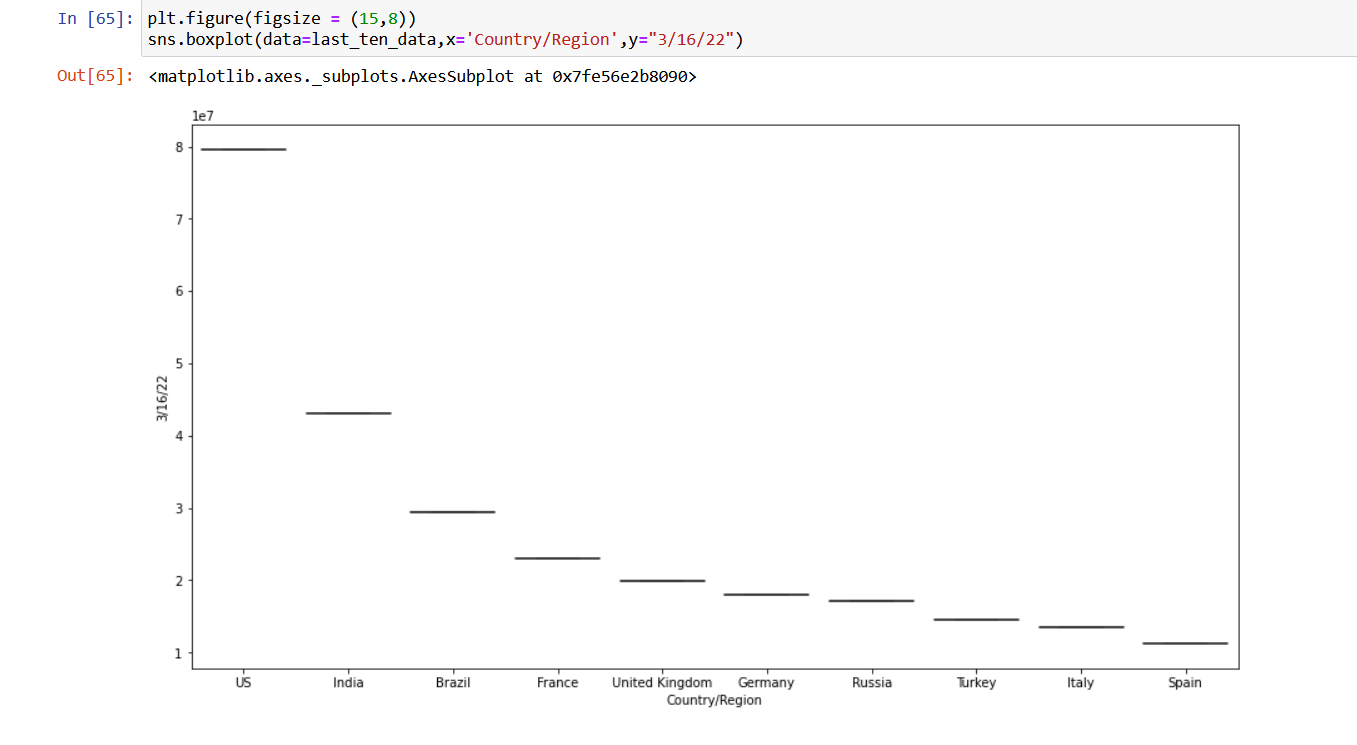 In [65]: plt.figure(figsize = (15,8))
sns.boxplot(data=last_ten_data,x='Country/Region',y="3/16/22")
Out[65]: <matplotlib.axes._subplots.AxesSubplot at 0x7fe56e2b8090>
1e7
8
7
6
5
4
3
2
1
3/16/22
US India Brazil France United Kingdom Germany Russia Turkey Italy Spain
Country/Region